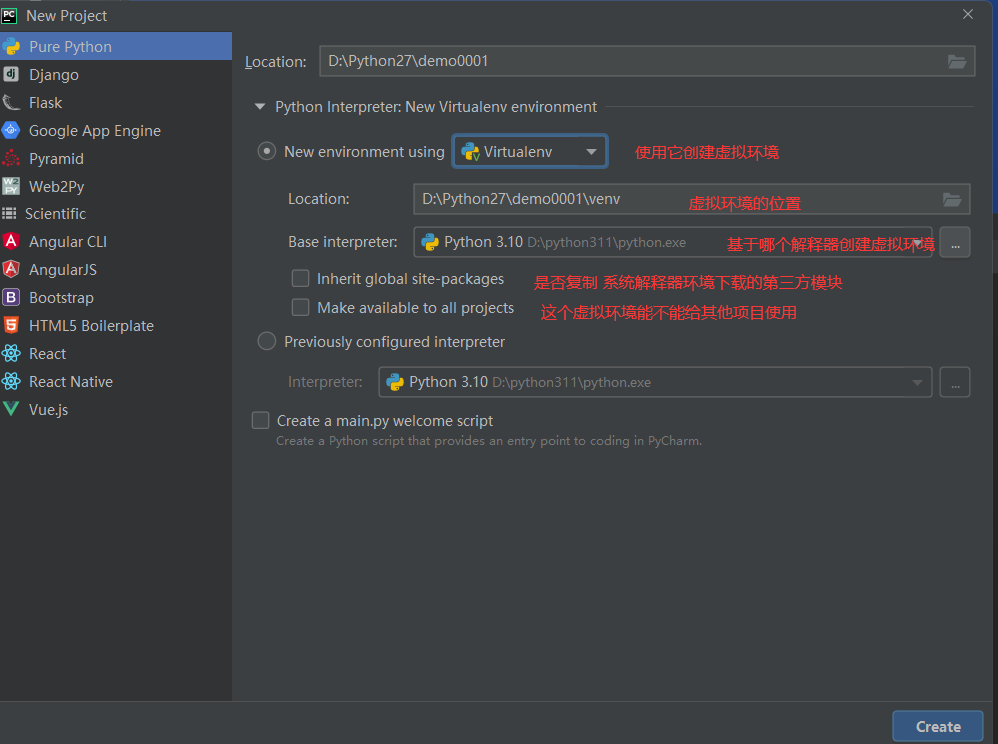 New Project
Pure Python
Django
Flask
Google App Engine
Pyramid
Web2Py
Scientific
Angular CLI
AngularJS
Bootstrap
HTML5 Boilerplate
React
React Native
Vue.js
Location: D:\Python27\demo0001
Python Interpreter: New Virtualenv environment
New environment using Virtualenv 使用它创建虚拟环境
Location: D:\Python27\demo0001\venv 虚拟环境的位置
Base interpreter: Python 3.10 D:\python311\python.exe 基于哪个解释器创建虚拟环境 ...
Inherit global site-packages 是否复制 系统解释器环境下载的第三方模块
Make available to all projects 这个虚拟环境能不能给其他项目使用
Previously configured interpreter
Interpreter: Python 3.10 D:\python311\python.exe ...
Create a main.py welcome script
Create a Python script that provides an entry point to coding in PyCharm.
Create